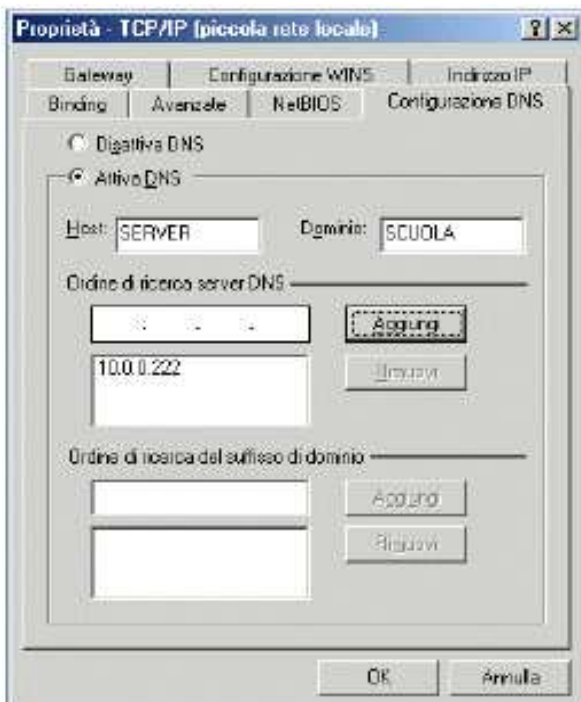 Proprietà - TCP/IP (piccola rete locale)
Gateway Configurazione WINS Indirizzo IP
Binding Avanzate NetBIOS Configurazione DNS
Disattiva DNS
Attiva DNS
Host: SERVER Dominio: SCUOLA
Ordine di ricerca server DNS
Aggiungi
10.0.0.222
Rimuovi
Ordine di ricerca del suffisso di dominio
Aggiungi
Rimuovi
OK Annulla